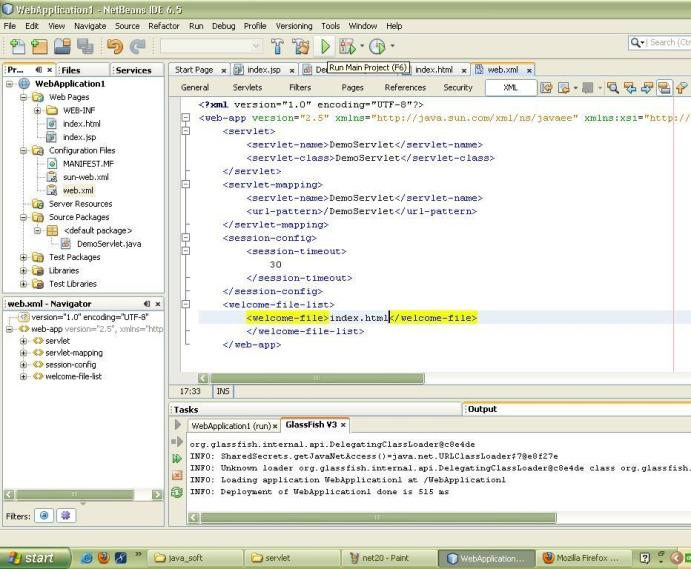 WebApplication1 - NetBeans IDE 6.5
File Edit View Navigate Source Refactor Run Debug Profile Versioning Tools Window Help
Search (Ctr
Run Main Project (F6)
Pr... Files Services
Start Page index.jsp index.html web.xml
General Servlets Filters Pages References Security XML
WebApplication1
Web Pages
WEB-INF
index.html
index.jsp
Configuration Files
MANIFEST.MF
sun-web.xml
web.xml
Server Resources
Source Packages
<default package>
DemoServlet.java
Test Packages
Libraries
Test Libraries
<?xml version="1.0" encoding="UTF-8"?>
<web-app version="2.5" xmlns="http://java.sun.com/xml/ns/javaee" xmlns:xsi="http://
<servlet>
<servlet-name>DemoServlet</servlet-name>
<servlet-class>DemoServlet</servlet-class>
</servlet>
<servlet-mapping>
<servlet-name>DemoServlet</servlet-name>
<url-pattern>/DemoServlet</url-pattern>
</servlet-mapping>
<session-config>
<session-timeout>
30
</session-timeout>
</session-config>
<welcome-file-list>
<welcome-file>index.html</welcome-file>
</welcome-file-list>
</web-app>
17:33 INS
web.xml - Navigator
version="1.0" encoding="UTF-8"
web-app version="2.5", xmlns="http
servlet
servlet-mapping
session-config
welcome-file-list
Filters:
Tasks Output
WebApplication1 (run) GlassFish V3
org.glassfish.internal.api.DelegatingClassLoader@c8e4de
INFO: SharedSecrets.getJavaNetAccess()=java.net.URLClassLoader$7@e8f27e
INFO: Unknown loader org.glassfish.internal.api.DelegatingClassLoader@c8e4de class org.glassfish.
INFO: Loading application WebApplication1 at /WebApplication1
INFO: Deployment of WebApplication1 done is 515 ms
start java_soft servlet net20 - Paint WebApplication... Mozilla Firefox ...